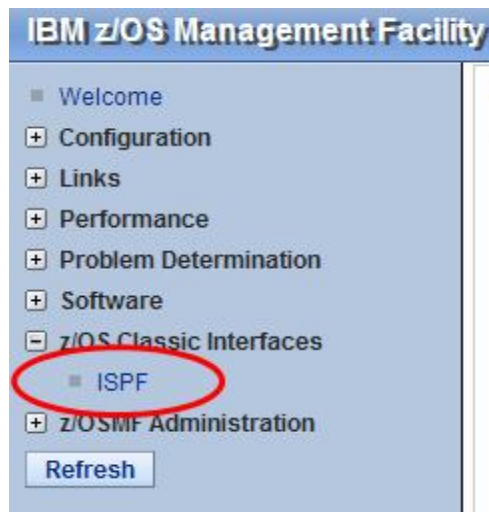 IBM z/OS Management Facility
Welcome
Configuration
Links
Performance
Problem Determination
Software
z/OS Classic Interfaces
ISPF
z/OSMF Administration
Refresh